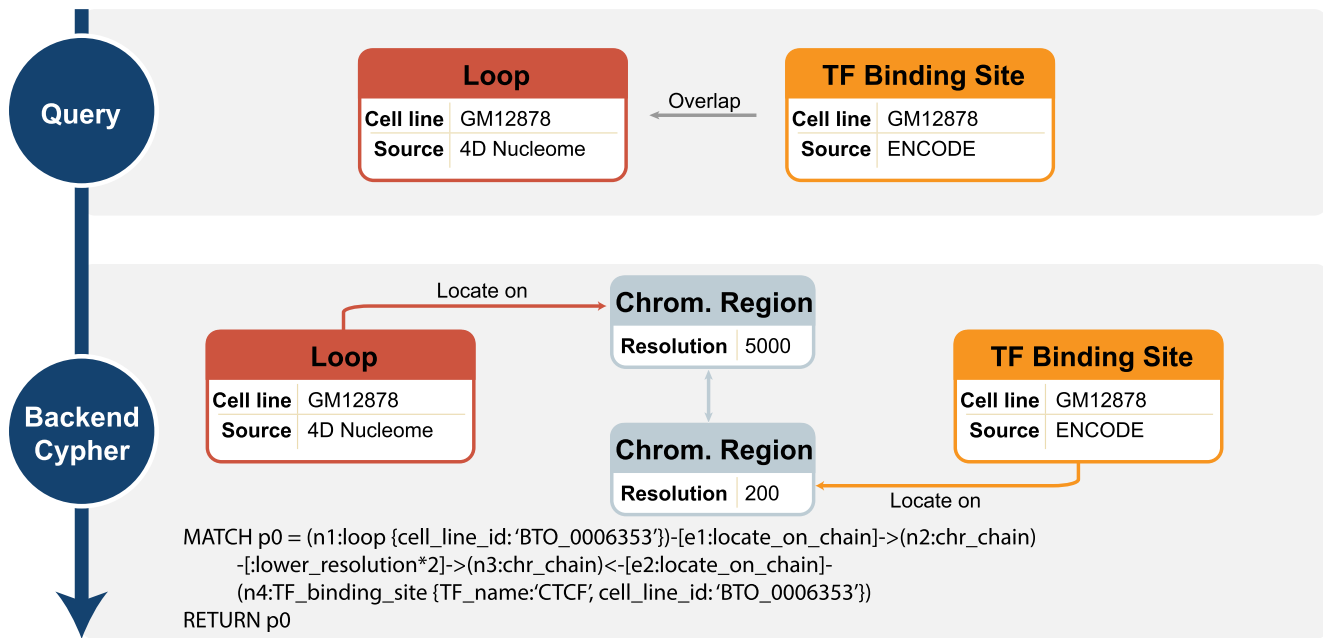 Query
Loop
Cell line GM12878
Source 4D Nucleome
Overlap
TF Binding Site
Cell line GM12878
Source ENCODE
Backend
Cypher
Locate on
Loop
Cell line GM12878
Source 4D Nucleome
Chrom. Region
Resolution 5000
Chrom. Region
Resolution 200
TF Binding Site
Cell line GM12878
Source ENCODE
Locate on
MATCH p0 = (n1:loop {cell_line_id: ‘BTO_0006353’})-[e1:locate_on_chain]->(n2:chr_chain)
-[:lower_resolution*2]->(n3:chr_chain)<-[e2:locate_on_chain]-
(n4:TF_binding_site {TF_name:‘CTCF’, cell_line_id: ‘BTO_0006353’})
RETURN p0